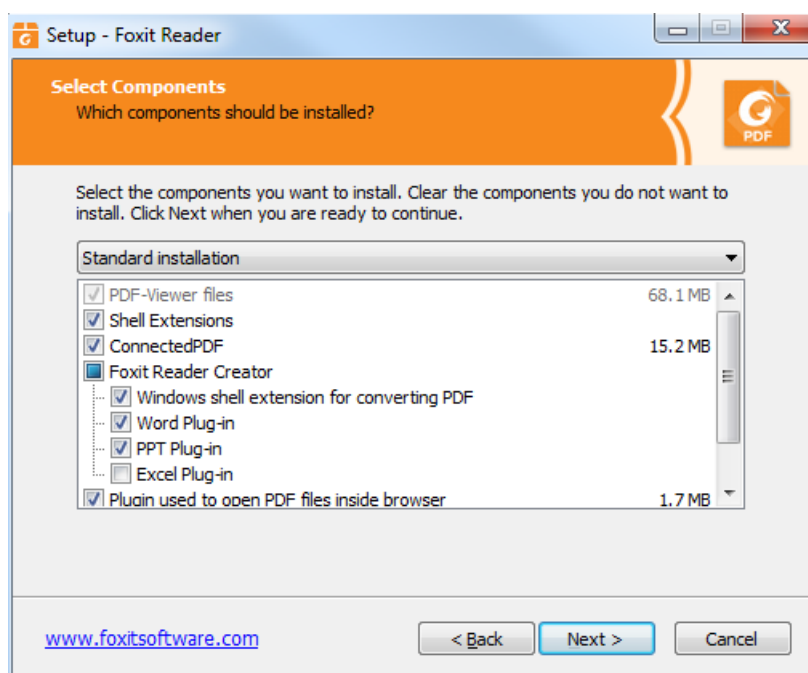 Setup - Foxit Reader
Select Components
Which components should be installed?
PDF
Select the components you want to install. Clear the components you do not want to
install. Click Next when you are ready to continue.
Standard installation
PDF-Viewer files 68.1 MB
Shell Extensions
ConnectedPDF 15.2 MB
Foxit Reader Creator
Windows shell extension for converting PDF
Word Plug-in
PPT Plug-in
Excel Plug-in
Plugin used to open PDF files inside browser 1.7 MB
www.foxitsoftware.com < Back Next > Cancel